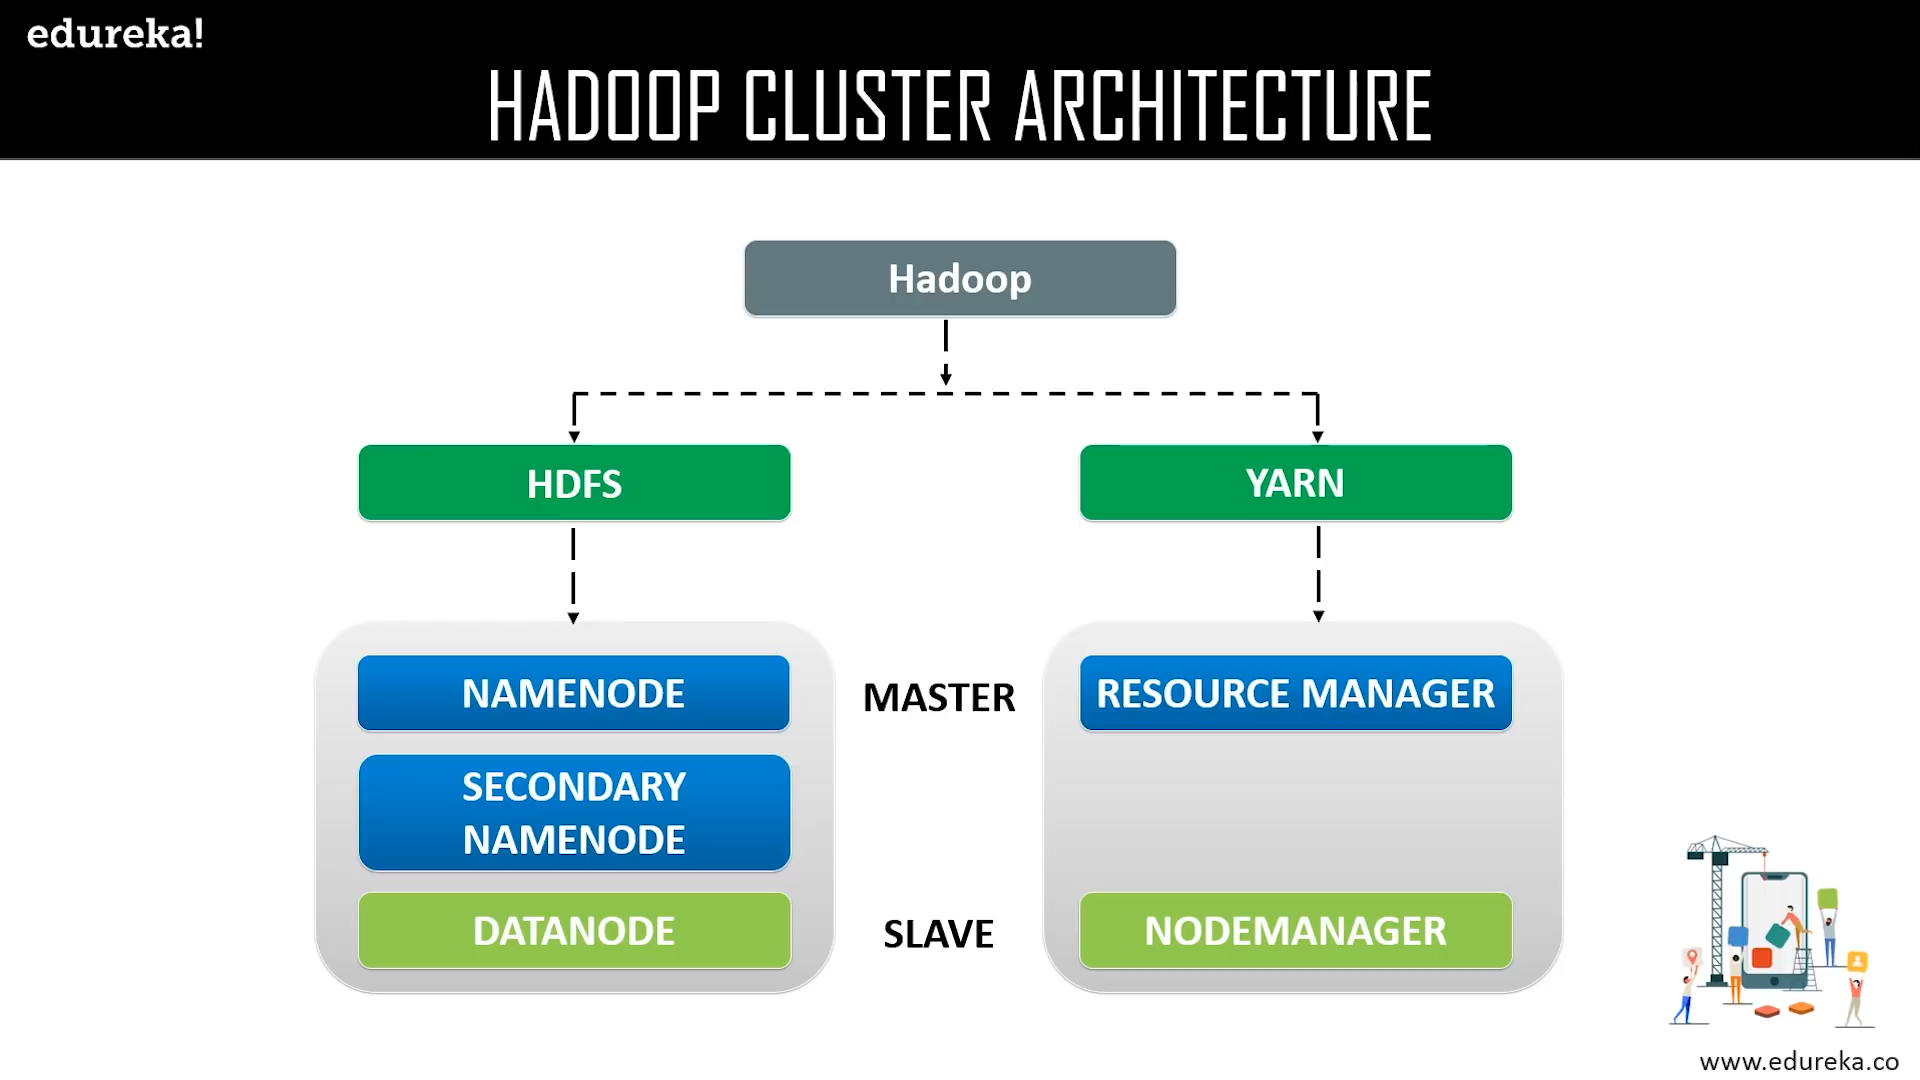 edureka!
HADOOP CLUSTER ARCHITECTURE
Hadoop
HDFS
YARN
NAMENODE
MASTER
RESOURCE MANAGER
SECONDARY
NAMENODE
DATANODE
SLAVE
NODEMANAGER
www.edureka.co